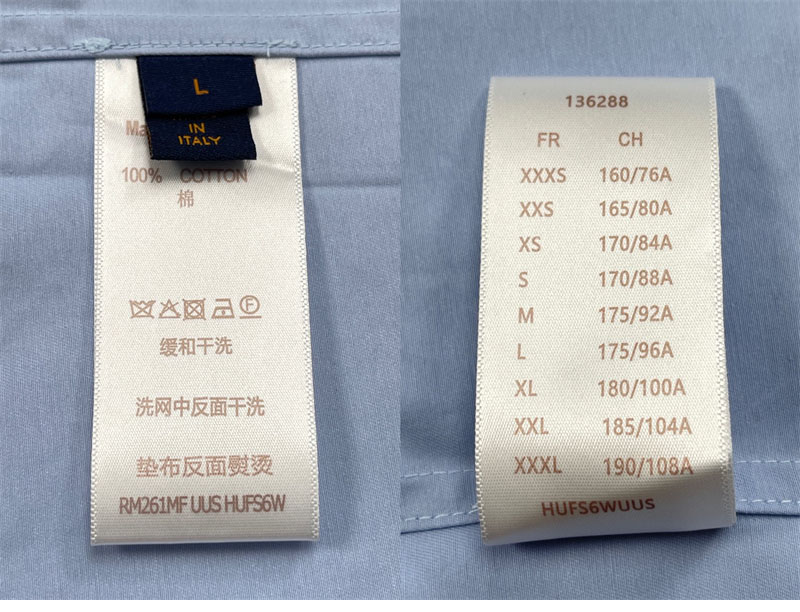 L
IN
ITALY
Ma
100% COTTON
棉
F
缓和干洗
洗网中反面干洗
垫布反面熨烫
RM261MF UUS HUFS6W
136288
FR CH
XXXS 160/76A
XXS 165/80A
XS 170/84A
S 170/88A
M 175/92A
L 175/96A
XL 180/100A
XXL 185/104A
XXXL 190/108A
HUFS6WUUS